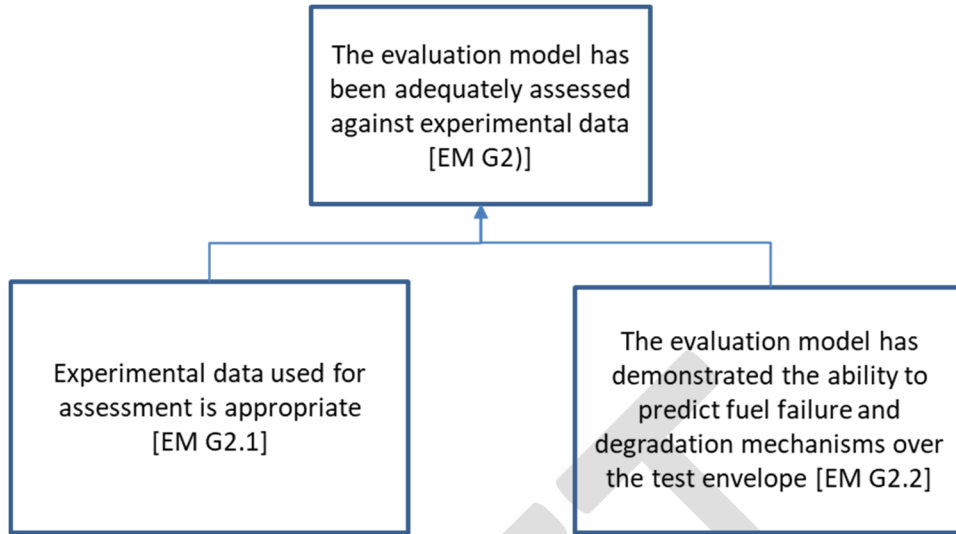 The evaluation model has
been adequately assessed
against experimental data
[EM G2)]
Experimental data used for
assessment is appropriate
[EM G2.1]
The evaluation model has
demonstrated the ability to
predict fuel failure and
degradation mechanisms over
the test envelope [EM G2.2]